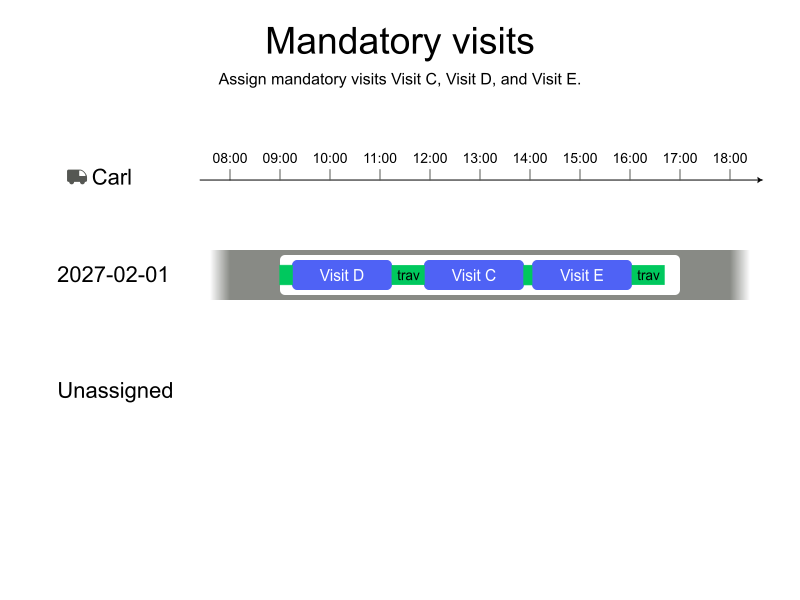 Mandatory visits
Assign mandatory visits Visit C, Visit D, and Visit E.
08:00 09:00 10:00 11:00 12:00 13:00 14:00 15:00 16:00 17:00 18:00
Carl
2027-02-01 Visit D trav Visit C Visit E trav
Unassigned